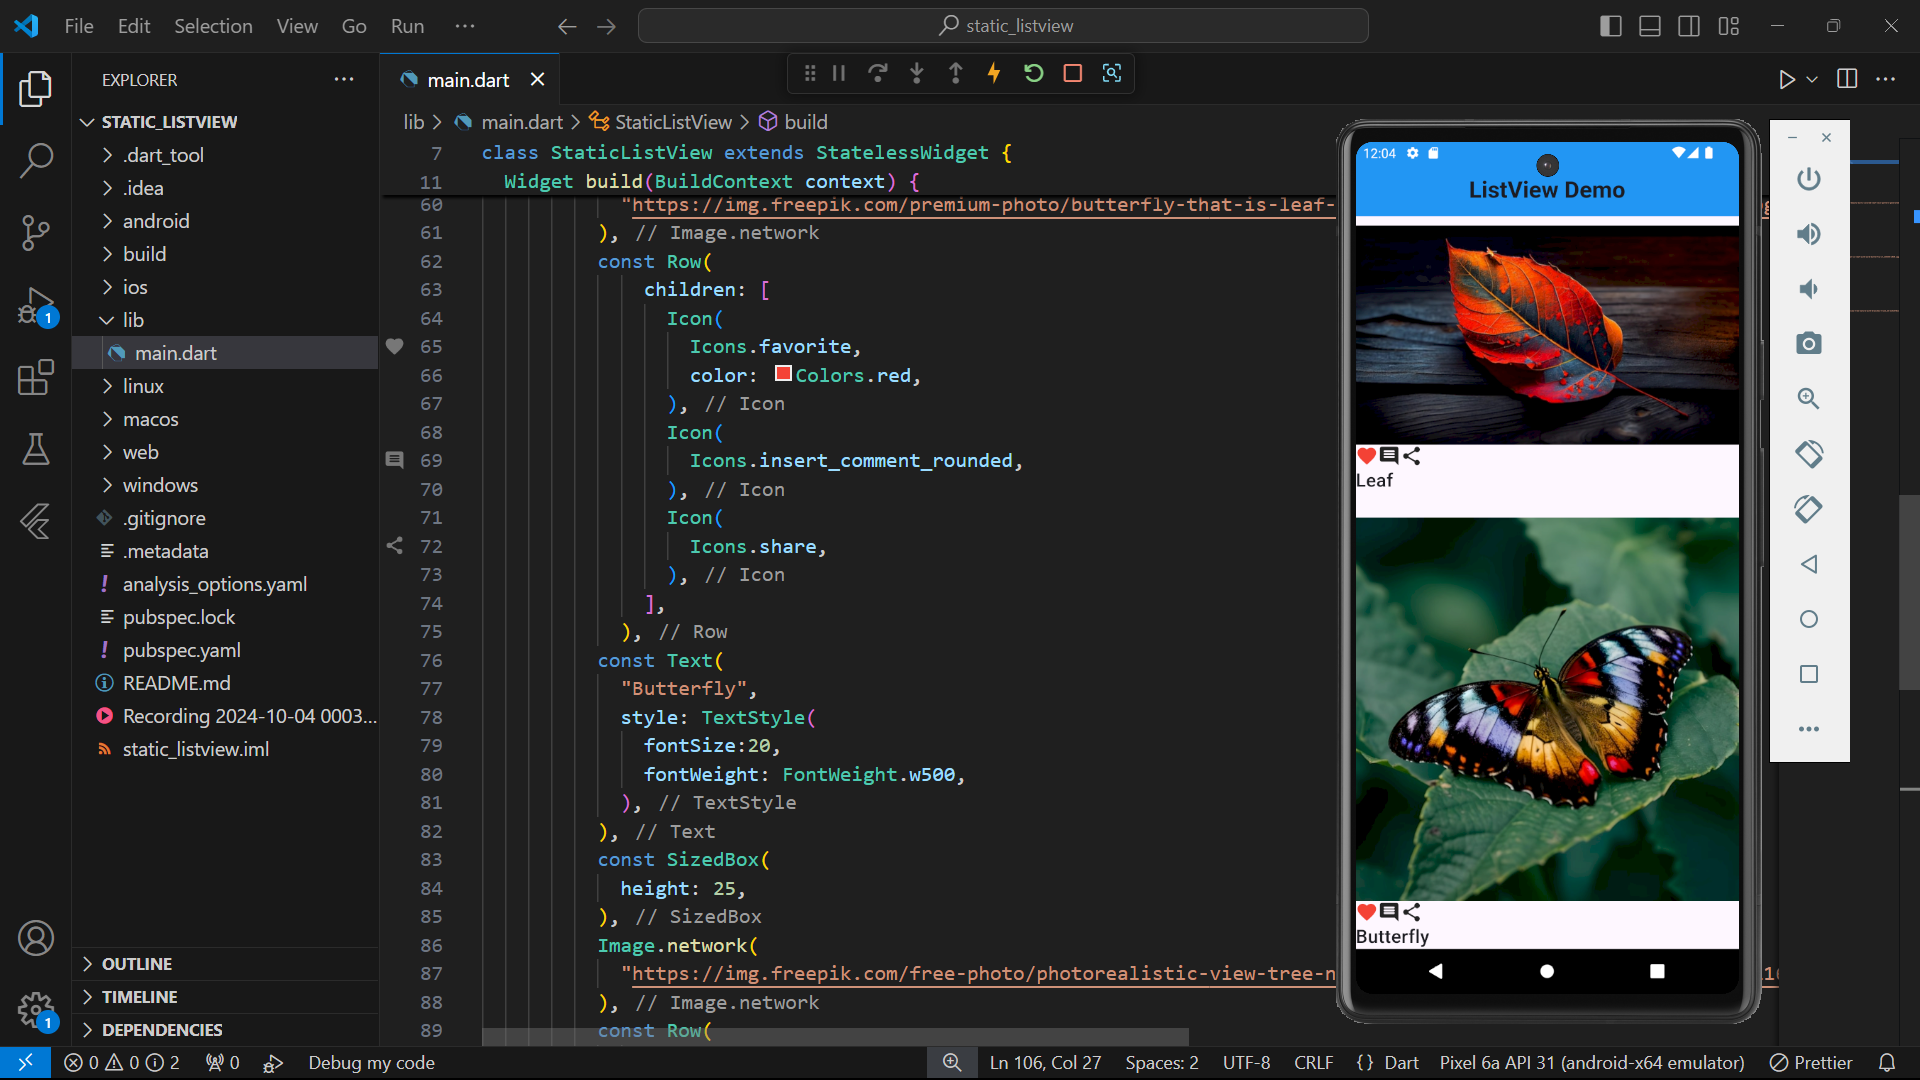 File Edit Selection View Go Run ··· static_listview
EXPLORER ···
STATIC_LISTVIEW
.dart_tool
.idea
android
build
ios
lib
main.dart
linux
macos
web
windows
.gitignore
.metadata
analysis_options.yaml
pubspec.lock
pubspec.yaml
README.md
Recording 2024-10-04 0003...
static_listview.iml
OUTLINE
TIMELINE
DEPENDENCIES
1
1
main.dart
lib > main.dart > StaticListView > build
7 class StaticListView extends StatelessWidget {
11 Widget build(BuildContext context) {
60 "https://img.freepik.com/premium-photo/butterfly-that-is-leaf-
61 ), // Image.network
62 const Row(
63 children: [
64 Icon(
65 Icons.favorite,
66 color: Colors.red,
67 ), // Icon
68 Icon(
69 Icons.insert_comment_rounded,
70 ), // Icon
71 Icon(
72 Icons.share,
73 ), // Icon
74 ],
75 ), // Row
76 const Text(
77 "Butterfly",
78 style: TextStyle(
79 fontSize:20,
80 fontWeight: FontWeight.w500,
81 ), // TextStyle
82 ), // Text
83 const SizedBox(
84 height: 25,
85 ), // SizedBox
86 Image.network(
87 "https://img.freepik.com/free-photo/photorealistic-view-tree-n
88 ), // Image.network
89 const Row(
12:04
ListView Demo
Leaf
Butterfly
0 0 2 0 Debug my code Ln 106, Col 27 Spaces: 2 UTF-8 CRLF {} Dart Pixel 6a API 31 (android-x64 emulator) Prettier